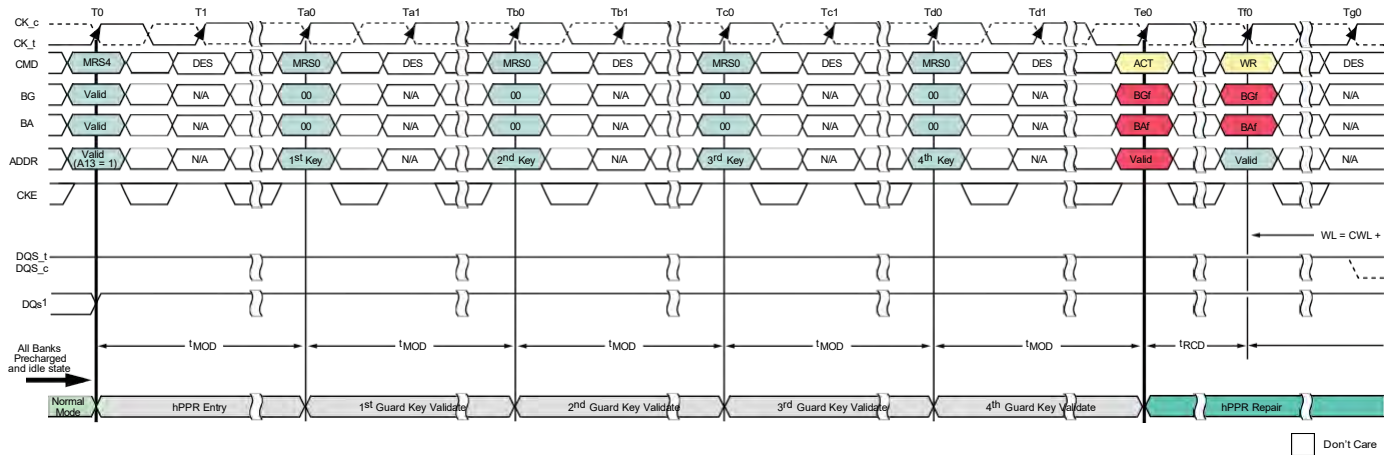 T0 T1 Ta0 Ta1 Tb0 Tb1 Tc0 Tc1 Td0 Td1 Te0 Tf0 Tg0
CK_c
CK_t
CMD MRS4 DES MRS0 DES MRS0 DES MRS0 DES MRS0 DES ACT WR DES
BG Valid N/A 00 N/A 00 N/A 00 N/A 00 N/A BGf BGf N/A
BA Valid N/A 00 N/A 00 N/A 00 N/A 00 N/A BAf BAf N/A
ADDR Valid (A13 = 1) N/A 1st Key N/A 2nd Key N/A 3rd Key N/A 4th Key N/A Valid Valid N/A
CKE
WL = CWL +
DQS_t
DQS_c
DQs1
tMOD tMOD tMOD tMOD tMOD tRCD
All Banks
Precharged
and idle state
Normal Mode hPPR Entry 1st Guard Key Validate 2nd Guard Key Validate 3rd Guard Key Validate 4th Guard Key Validate hPPR Repair
Don't Care